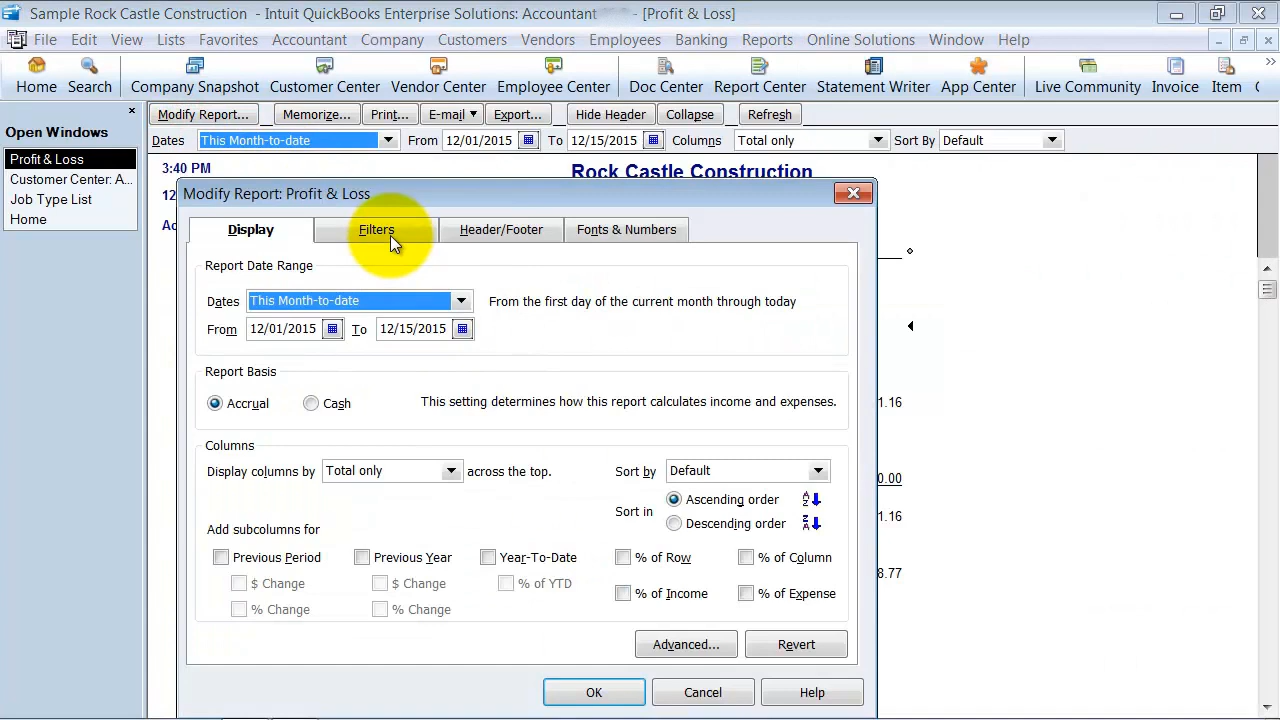 Sample Rock Castle Construction - Intuit QuickBooks Enterprise Solutions: Accountant - [Profit & Loss]
File Edit View Lists Favorites Accountant Company Customers Vendors Employees Banking Reports Online Solutions Window Help
Home Search Company Snapshot Customer Center Vendor Center Employee Center Doc Center Report Center Statement Writer App Center Live Community Invoice Item
Open Windows
Profit & Loss
Customer Center: A...
Job Type List
Home
Modify Report... Memorize... Print... E-mail Export... Hide Header Collapse Refresh
Dates This Month-to-date From 12/01/2015 To 12/15/2015 Columns Total only Sort By Default
3:40 PM Rock Castle Construction
12
Ac
Modify Report: Profit & Loss
Display Filters Header/Footer Fonts & Numbers
Report Date Range
Dates This Month-to-date From the first day of the current month through today
From 12/01/2015 To 12/15/2015
Report Basis
Accrual Cash This setting determines how this report calculates income and expenses.
Columns
Display columns by Total only across the top. Sort by Default
Sort in Ascending order
Descending order
Add subcolumns for
Previous Period Previous Year Year-To-Date % of Row % of Column
$ Change $ Change % of YTD % of Income % of Expense
% Change % Change
Advanced... Revert
OK Cancel Help
1.16
0.00
1.16
8.77